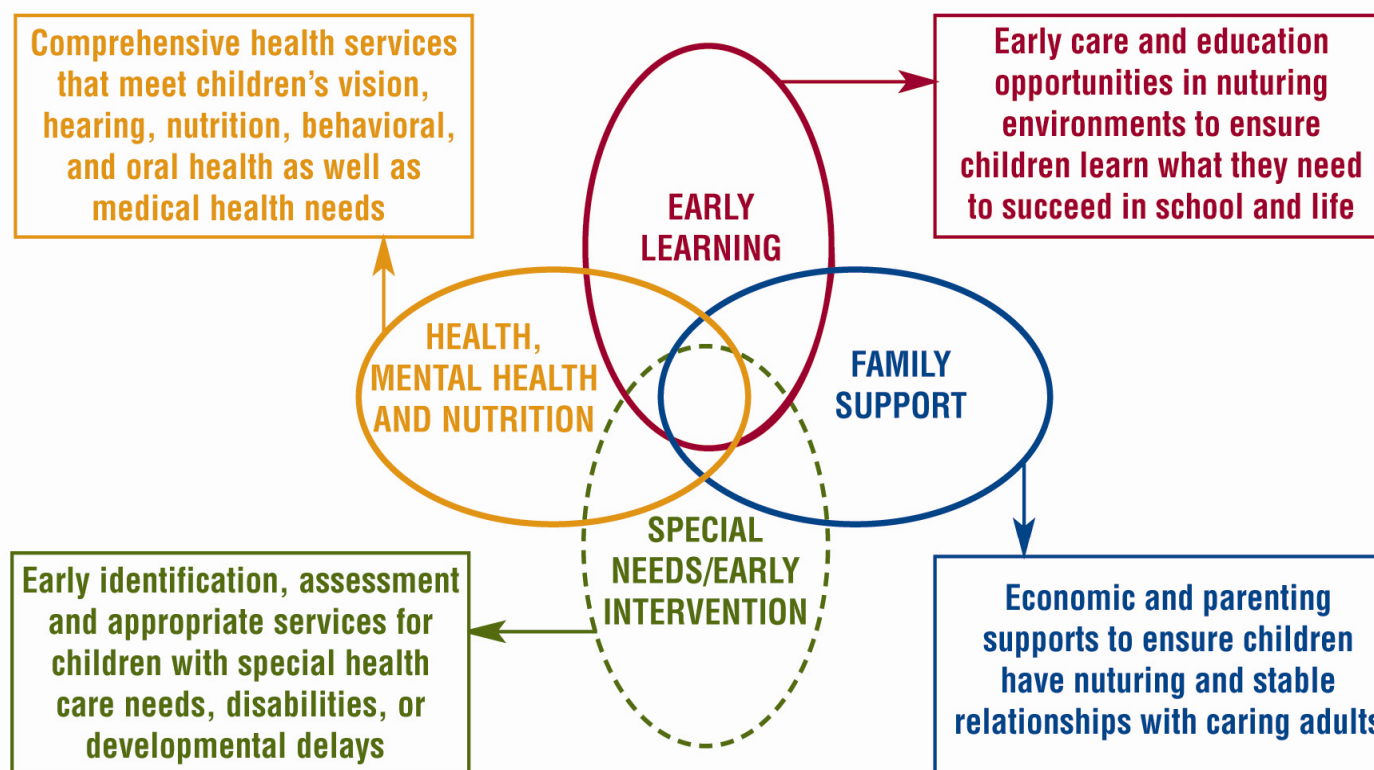 Comprehensive health services
that meet children's vision,
hearing, nutrition, behavioral,
and oral health as well as
medical health needs
Early care and education
opportunities in nuturing
environments to ensure
children learn what they need
to succeed in school and life
EARLY
LEARNING
HEALTH,
MENTAL HEALTH
AND NUTRITION
FAMILY
SUPPORT
SPECIAL
NEEDS/EARLY
INTERVENTION
Early identification, assessment
and appropriate services for
children with special health
care needs, disabilities, or
developmental delays
Economic and parenting
supports to ensure children
have nuturing and stable
relationships with caring adults